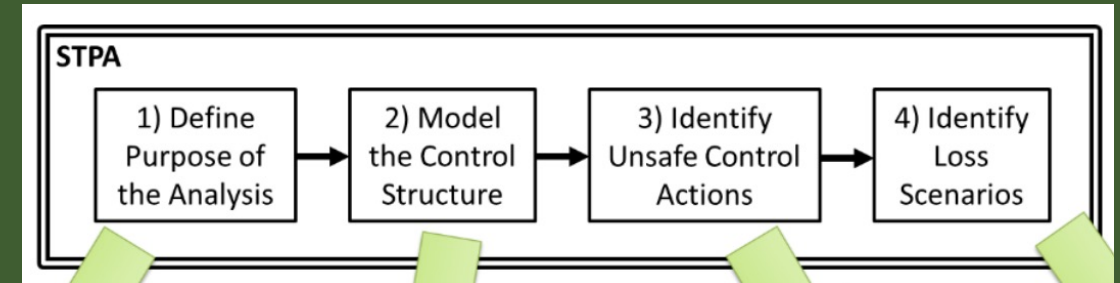 STPA
1) Define
Purpose of
the Analysis
2) Model
the Control
Structure
3) Identify
Unsafe Control
Actions
4) Identify
Loss
Scenarios